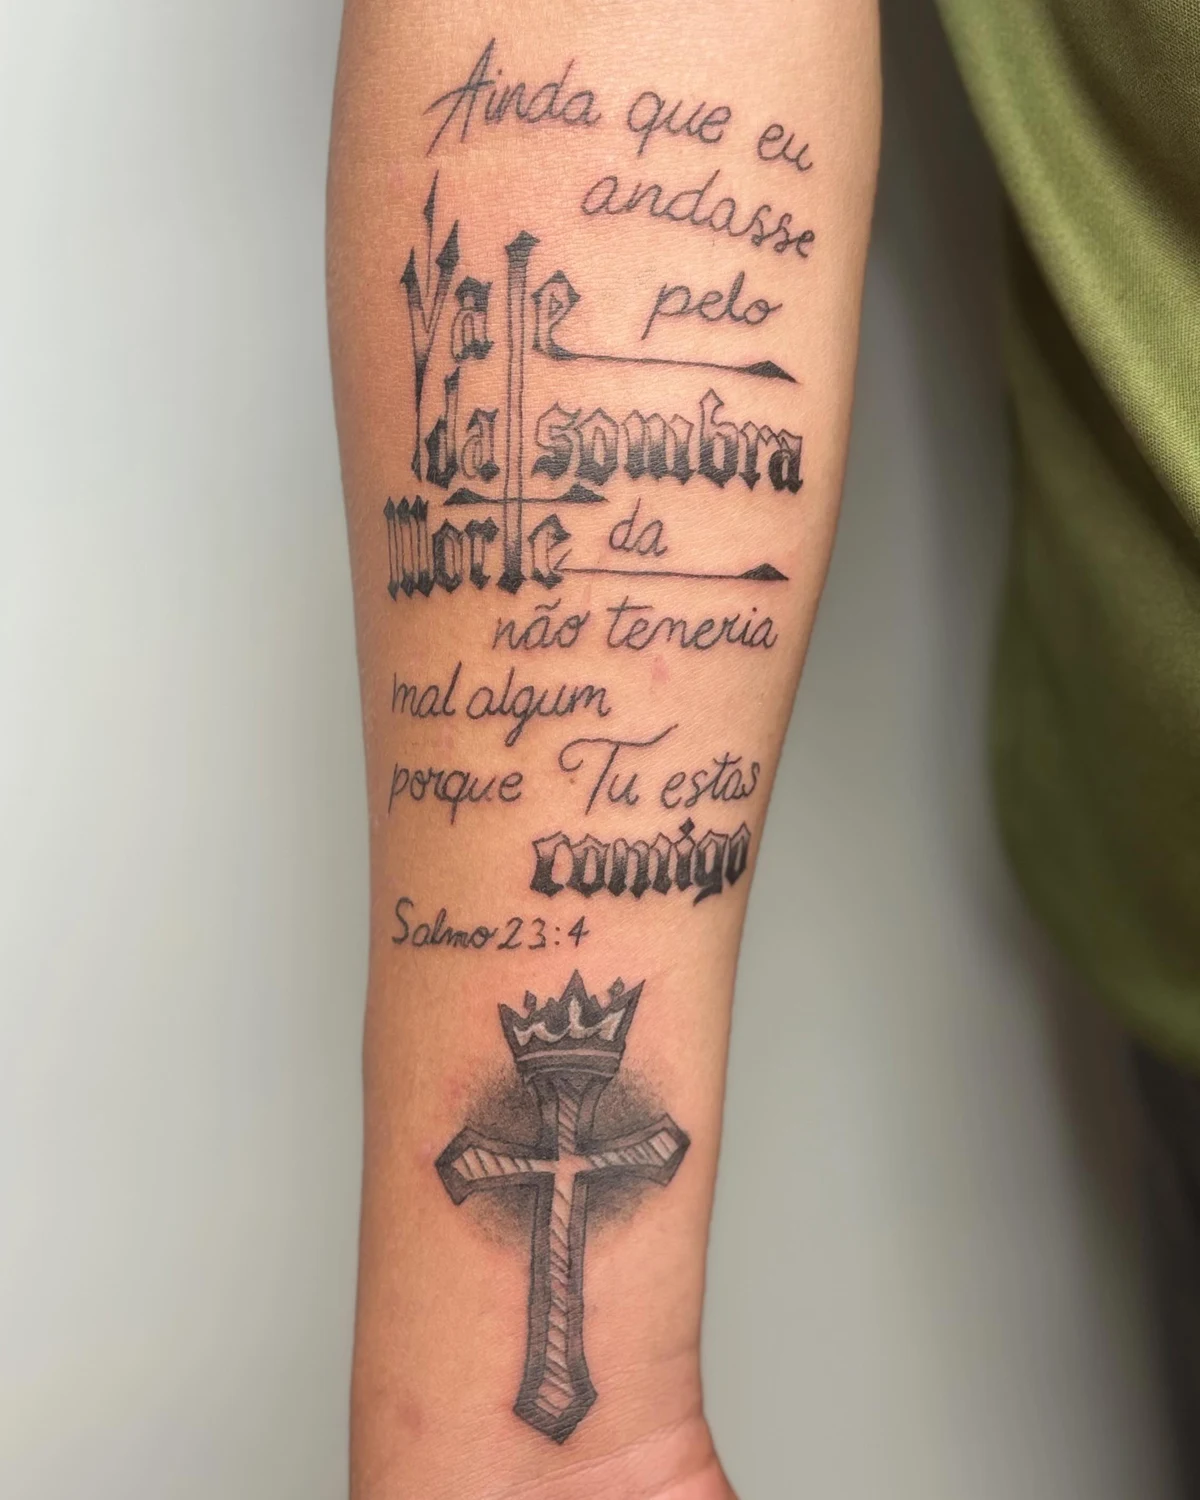 Ainda que eu
andasse
pelo
Vale
da sombra
da
Morte
não temeria
mal algum
porque Tu estas
comigo
Salmo 23:4